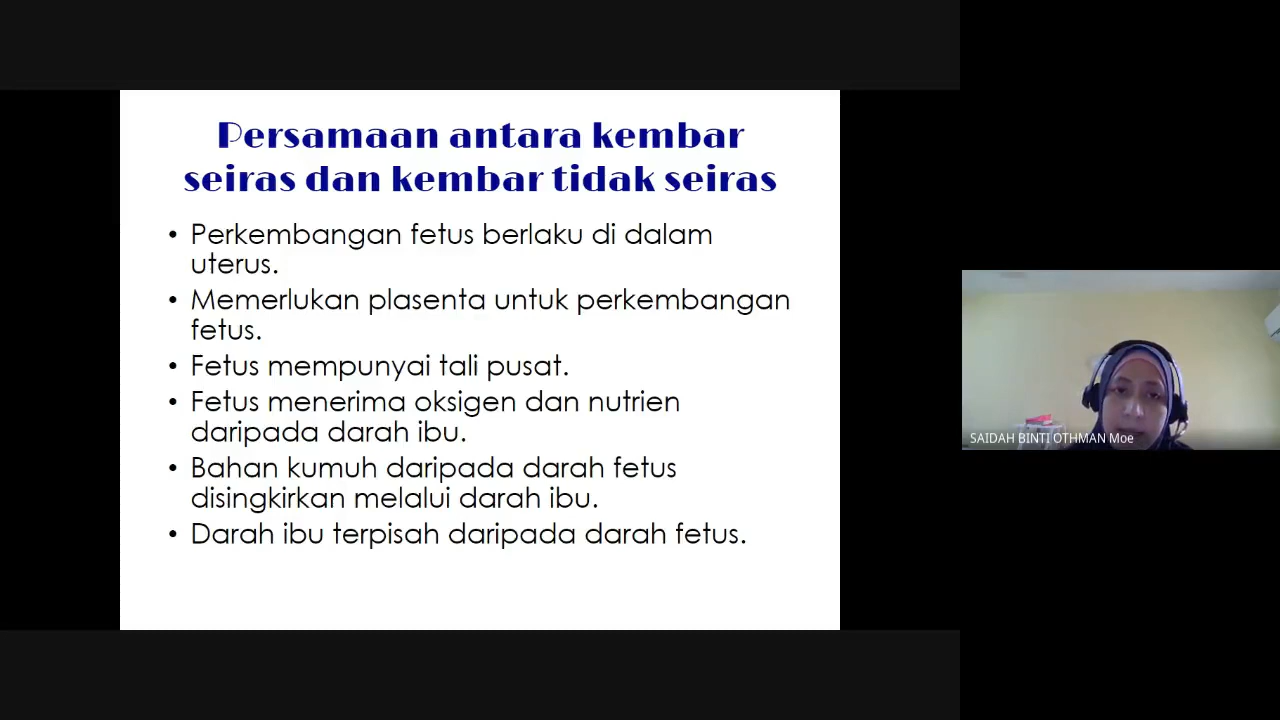 Persamaan antara kembar
seiras dan kembar tidak seiras
• Perkembangan fetus berlaku di dalam
uterus.
• Memerlukan plasenta untuk perkembangan
fetus.
• Fetus mempunyai tali pusat.
• Fetus menerima oksigen dan nutrien
daripada darah ibu.
• Bahan kumuh daripada darah fetus
disingkirkan melalui darah ibu.
• Darah ibu terpisah daripada darah fetus.
SAIDAH BINTI OTHMAN Moe